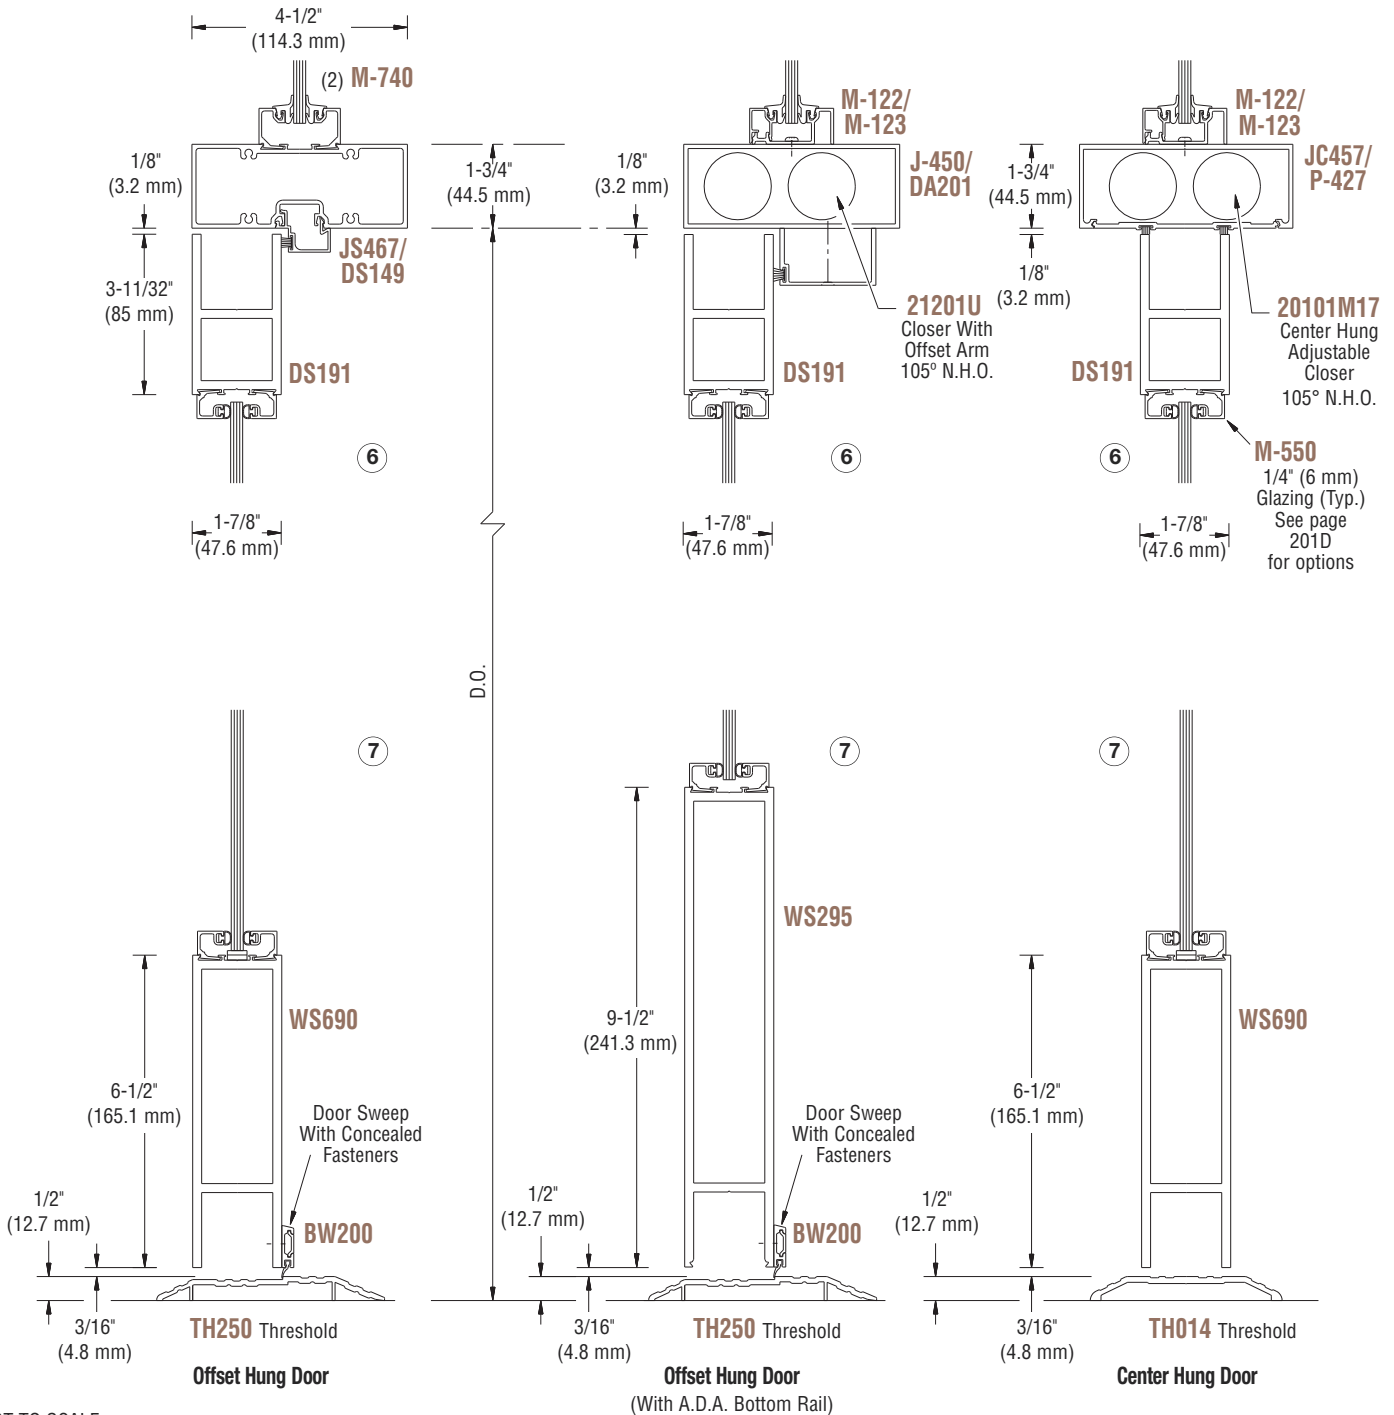 4-1/2"
(114.3 mm)
(2) M-740
1/8"
(3.2 mm)
1-3/4"
(44.5 mm)
JS467/
DS149
3-11/32"
(85 mm)
DS191
6
1-7/8"
(47.6 mm)
M-122/
M-123
1/8"
(3.2 mm)
J-450/
DA201
21201U
Closer With
Offset Arm
105º N.H.O.
DS191
6
1-7/8"
(47.6 mm)
M-122/
M-123
1-3/4"
(44.5 mm)
JC457/
P-427
1/8"
(3.2 mm)
20101M17
Center Hung
Adjustable
Closer
105° N.H.O.
DS191
6
M-550
1/4" (6 mm)
Glazing (Typ.)
See page
201D
for options
1-7/8"
(47.6 mm)
D.O.
7
WS690
6-1/2"
(165.1 mm)
Door Sweep
With Concealed
Fasteners
1/2"
(12.7 mm)
BW200
3/16"
(4.8 mm)
TH250 Threshold
Offset Hung Door
7
WS295
9-1/2"
(241.3 mm)
Door Sweep
With Concealed
Fasteners
1/2"
(12.7 mm)
BW200
3/16"
(4.8 mm)
TH250 Threshold
Offset Hung Door
(With A.D.A. Bottom Rail)
7
WS690
6-1/2"
(165.1 mm)
1/2"
(12.7 mm)
3/16"
(4.8 mm)
TH014 Threshold
Center Hung Door